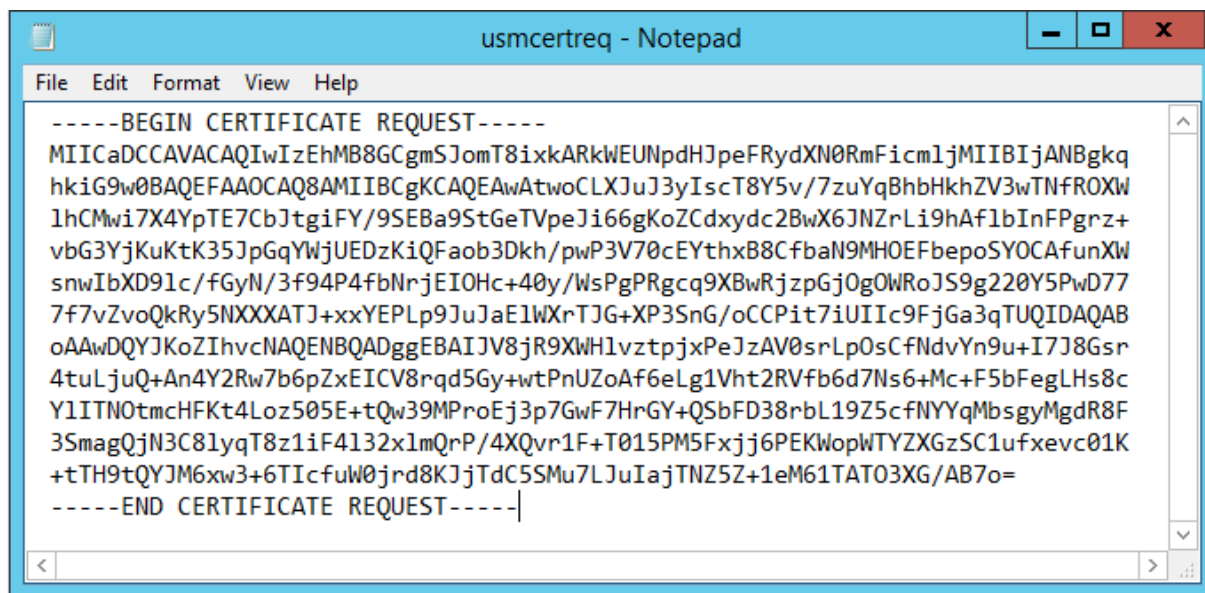 usmcertreq - Notepad
File Edit Format View Help
-----BEGIN CERTIFICATE REQUEST-----
MIICaDCCAVACAQIwIzEhMB8GCgmSJomT8ixkARkWEUNpdHJpeFRydXN0RmFicmljMIIBIjANBgkq
hkiG9w0BAQEFAAOCAQ8AMIIBCgKCAQEAwAtwoCLXJuJ3yIscT8Y5v/7zuYqBhbHkhZV3wTNfROXW
lhCMwi7X4YpTE7CbJtgiFY/9SEBa9StGeTVpeJi66gKoZCdxydc2BwX6JNZrLi9hAflbInFPgrz+
vbG3YjKuKtK35JpGqYWjUEDzKiQFaob3Dkh/pwP3V70cEYthxB8CfbaN9MHOEFbepoSYOCAfunXW
snwIbXD9lc/fGyN/3f94P4fbNrjEIOHc+40y/WsPgPRgcq9XBwRjzpGjOgOWRoJS9g220Y5PwD77
7f7vZvoQkRy5NXXXATJ+xxYEPLp9JuJaElWXrTJG+XP3SnG/oCCPit7iUIIc9FjGa3qTUQIDAQAB
oAAwDQYJKoZIhvcNAQENBQADggEBAIJV8jR9XWHlvztpjxPeJzAV0srLpOsCfNdvYn9u+I7J8Gsr
4tuLjuQ+An4Y2Rw7b6pZxEICV8rqd5Gy+wtPnUZoAf6eLg1Vht2RVfb6d7Ns6+Mc+F5bFegLHs8c
YlITNOtmcHFKt4Loz505E+tQw39MProEj3p7GwF7HrGY+QSbFD38rbL19Z5cfNYYqMbsgyMgdR8F
3SmagQjN3C8lyqT8z1iF4l32xlmQrP/4XQvr1F+T015PM5Fxjj6PEKWopWTYZXGzSC1ufxevc01K
+tTH9tQYJM6xw3+6TIcfuW0jrd8KJjTdC5SMu7LJuIajTNZ5Z+1eM61TATO3XG/AB7o=
-----END CERTIFICATE REQUEST-----